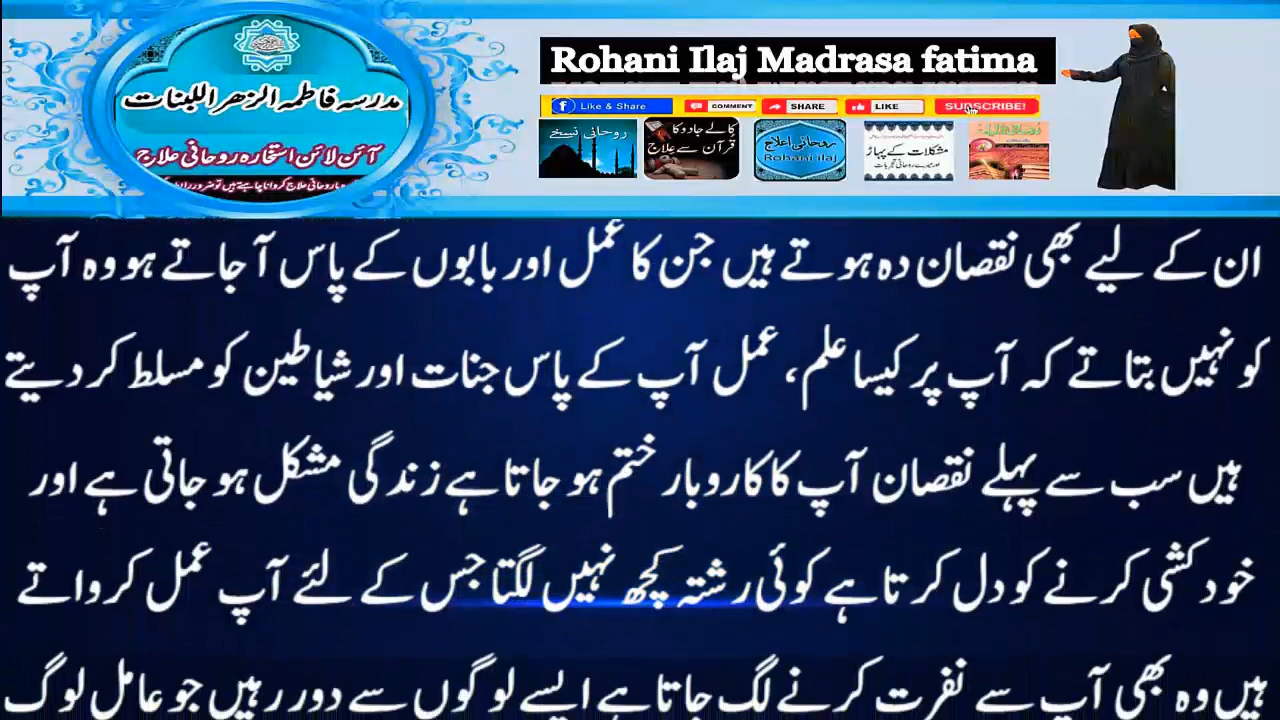 مدرسہ فاطمہ الزھرا للبنات
آن لائن استخارہ روحانی علاج
Rohani Ilaj Madrasa fatima
Like & Share
COMMENT
SHARE
LIKE
SUBSCRIBE!
روحانی نسخے
کالے جادو کا
قرآن سے علاج
روحانی علاج
Rohani ilaj
مشکلات کے پہاڑ
ان کے لیے بھی نقصان دہ ہوتے ہیں جن کا عمل اور بابوں کے پاس آ جاتے ہو وہ آپ
کو نہیں بتاتے کہ آپ پر کیسا علم، عمل آپ کے پاس جنات اور شیاطین کو مسلط کر دیتے
ہیں سب سے پہلے نقصان آپ کا کاروبار ختم ہو جاتا ہے زندگی مشکل ہو جاتی ہے اور
خود کشی کرنے کو دل کرتا ہے کوئی رشتہ کچھ نہیں لگتا جس کے لئے آپ عمل کرواتے
ہیں وہ بھی آپ سے نفرت کرنے لگ جاتا ہے ایسے لوگوں سے دور رہیں جو عامل لوگ